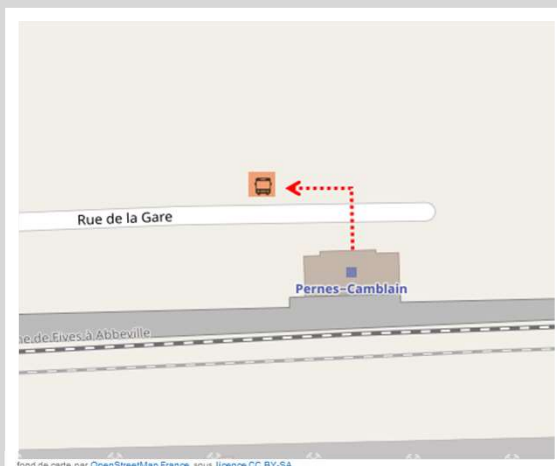 Rue de la Gare
Pernes-Camblain
ne de Fives à Abbeville
fond de carte par OpenStreetMap France, sous licence CC BY-SA